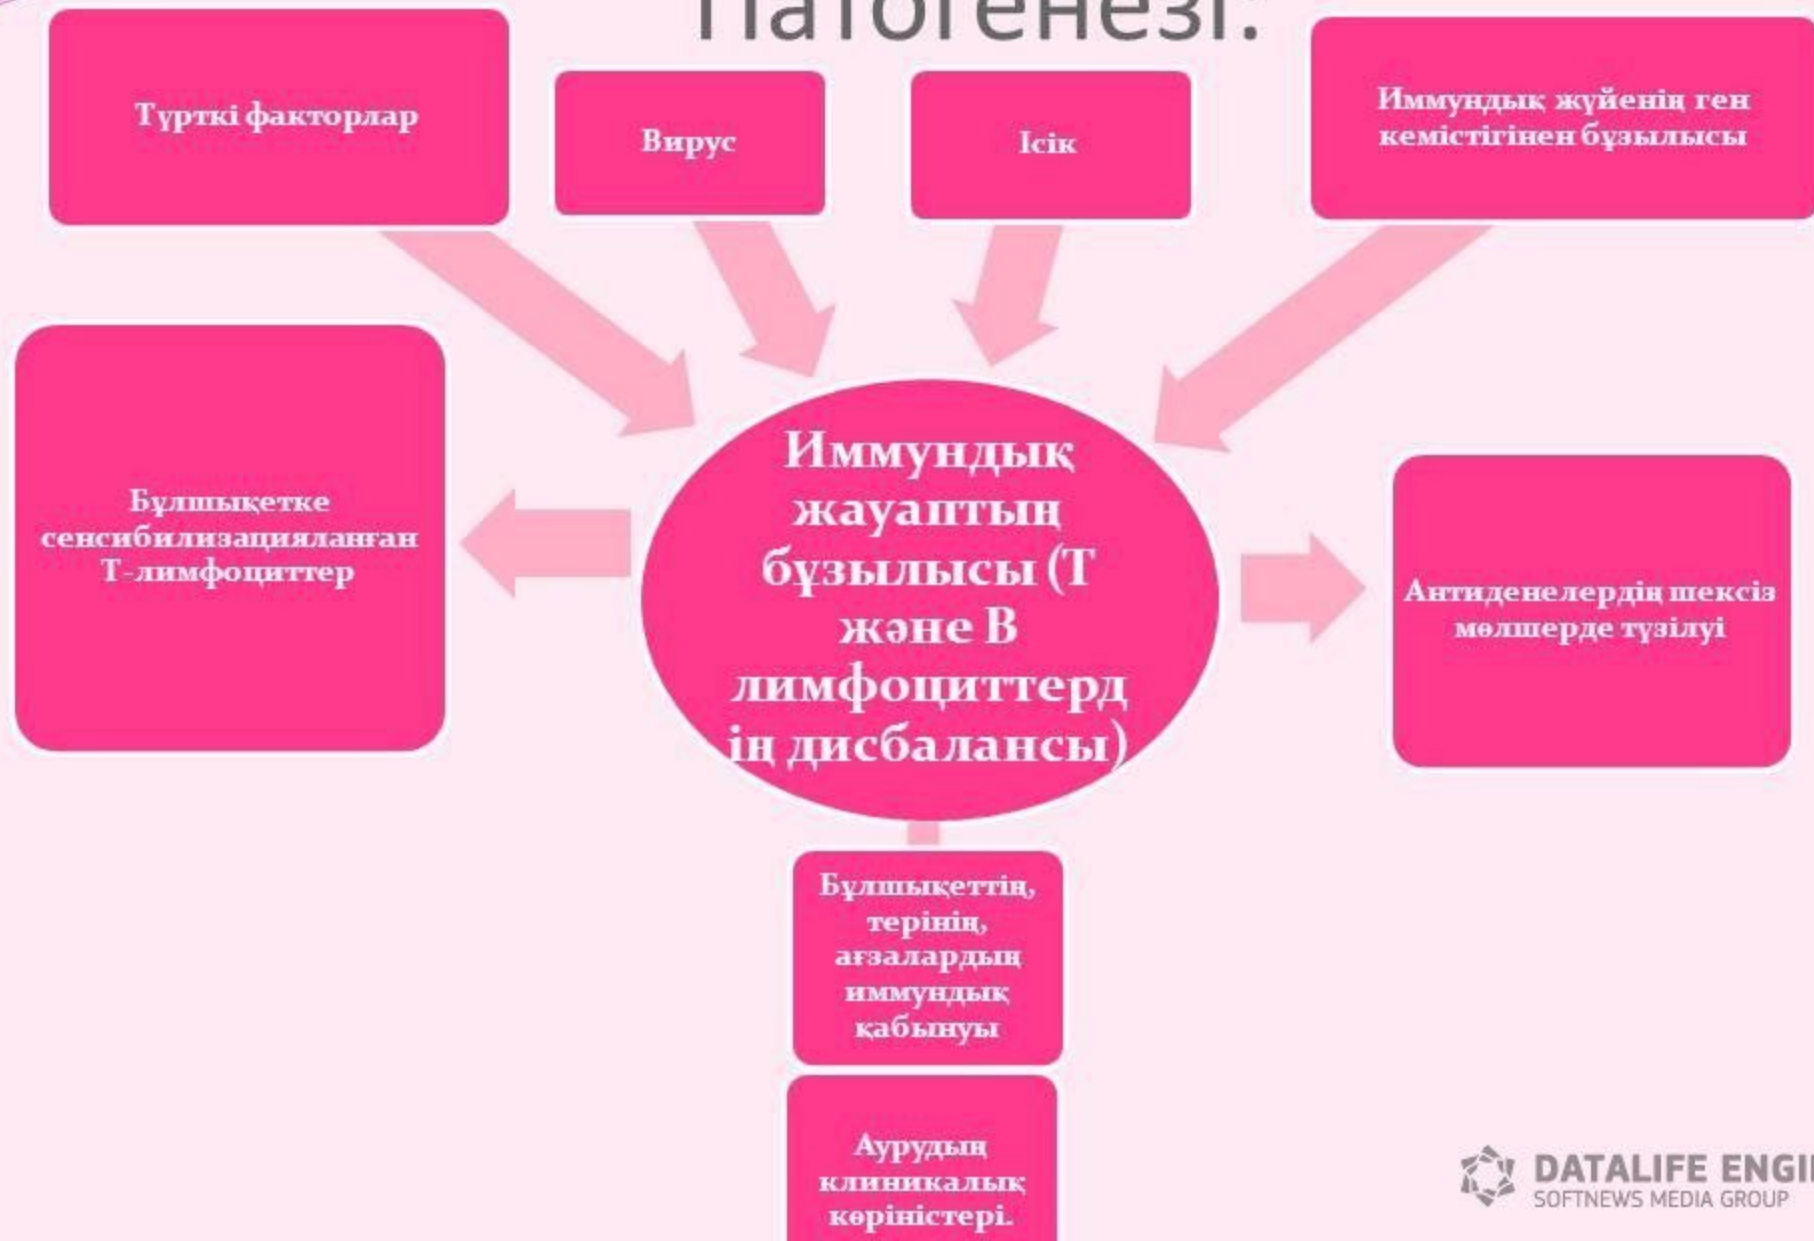 Патогенезі:
Түрткі факторлар
Вирус
Ісік
Иммундық жүйенің ген
кемістігінен бұзылысы
Бұлшықетке
сенсибилизацияланған
Т-лимфоциттер
Иммундық
жауаптың
бұзылысы (Т
және В
лимфоциттерд
ің дисбалансы)
Антиденелердің шексіз
мөлшерде түзілуі
Бұлшықеттің,
терінің,
ағзалардың
иммундық
қабынуы
Аурудың
клиникалық
көріністері.
DATALIFE ENGI
SOFTNEWS MEDIA GROUP